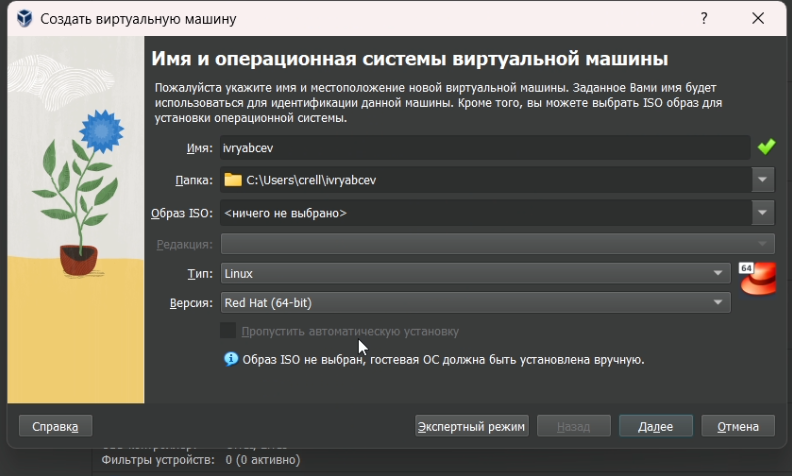 Создать виртуальную машину
?
Имя и операционная системы виртуальной машины
Пожалуйста укажите имя и местоположение новой виртуальной машины. Заданное Вами имя будет
использоваться для идентификации данной машины. Кроме того, вы можете выбрать ISO образ для
установки операционной системы.
Имя: ivryabcev
Папка: C:\Users\crell\ivryabcev
Образ ISO: <ничего не выбрано>
Редакция:
Тип: Linux
64
Версия: Red Hat (64-bit)
Пропустить автоматическую установку
Образ ISO не выбран, гостевая ОС должна быть установлена вручную.
Справка Экспертный режим Назад Далее Отмена
Фильтры устройств: 0 (0 активно)